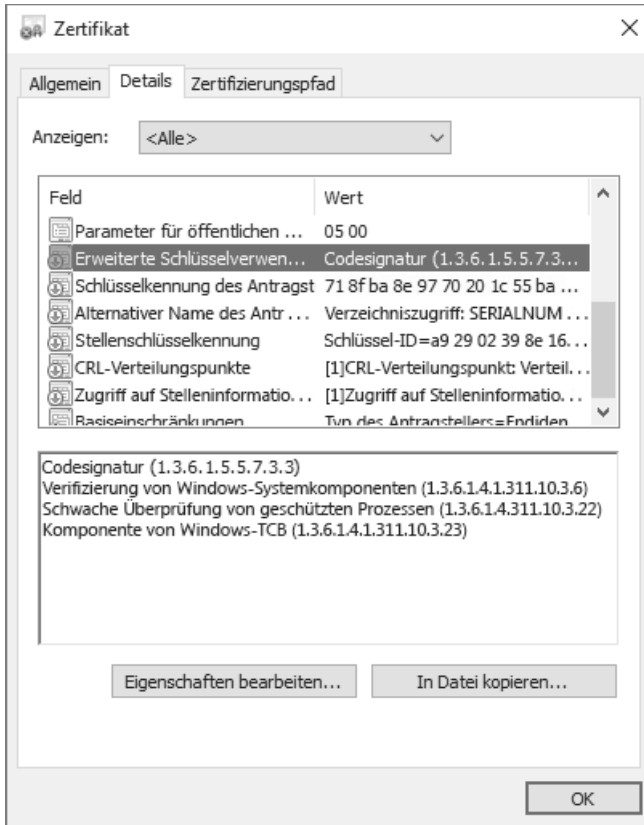 Zertifikat
Allgemein Details Zertifizierungspfad
Anzeigen: <Alle>
Feld Wert
Parameter für öffentlichen ... 05 00
Erweiterte Schlüsselverwen... Codesignatur (1.3.6.1.5.5.7.3...
Schlüsselkennung des Antragst 71 8f ba 8e 97 70 20 1c 55 ba ...
Alternativer Name des Antr ... Verzeichniszugriff: SERIALNUM ...
Stellenschlüsselkennung Schlüssel-ID=a9 29 02 39 8e 16...
CRL-Verteilungspunkte [1]CRL-Verteilungspunkt: Verteil...
Zugriff auf Stelleninformatio... [1]Zugriff auf Stelleninformatio...
Basiseinschränkungen Typ des Antragstellers=Endiden
Codesignatur (1.3.6.1.5.5.7.3.3)
Verifizierung von Windows-Systemkomponenten (1.3.6.1.4.1.311.10.3.6)
Schwache Überprüfung von geschützten Prozessen (1.3.6.1.4.311.10.3.22)
Komponente von Windows-TCB (1.3.6.1.4.1.311.10.3.23)
Eigenschaften bearbeiten... In Datei kopieren...
OK